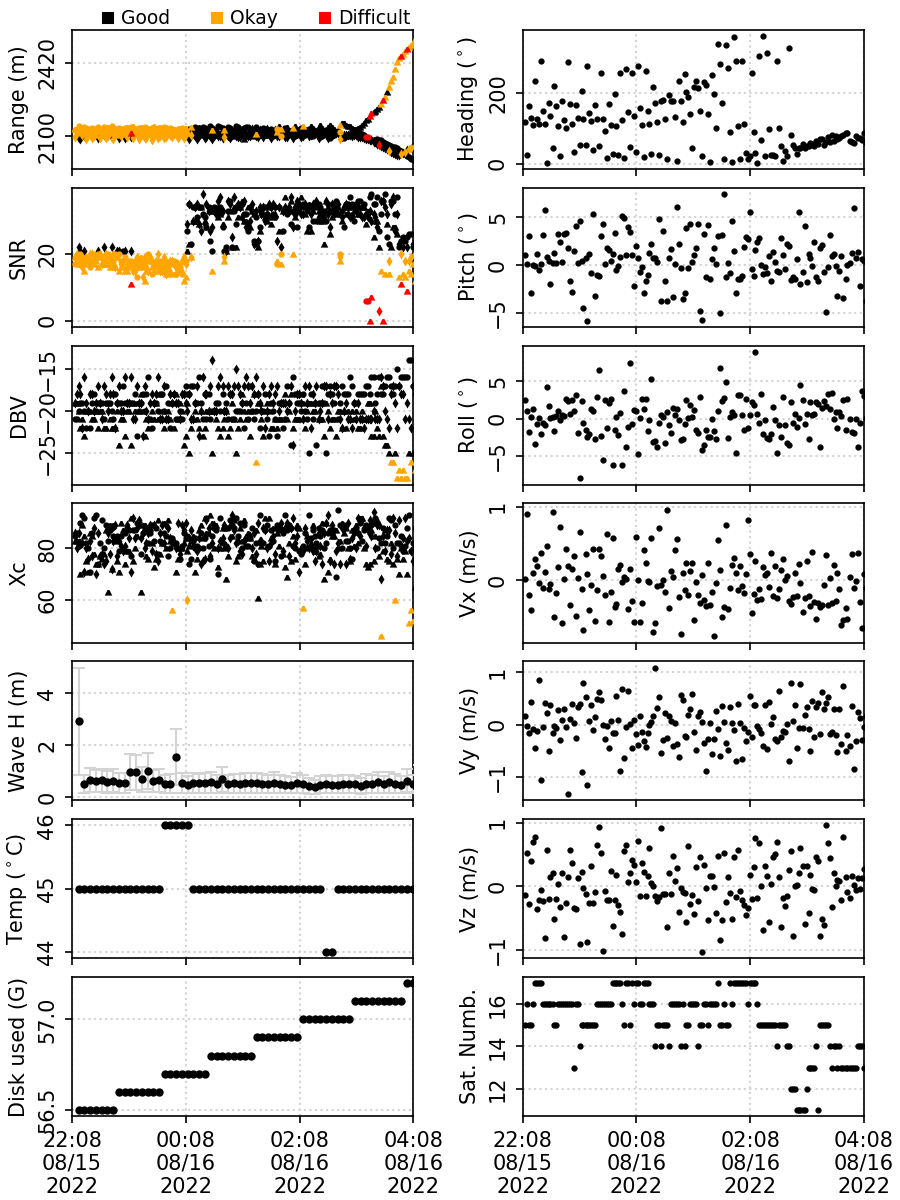 Good Okay Difficult
Range (m)
2420
2100
Heading (°)
200
0
SNR
20
0
Pitch (°)
5
0
−5
DBV
−15
−20
−25
Roll (°)
5
0
−5
Xc
80
60
Vx (m/s)
1
0
Wave H (m)
4
2
0
Vy (m/s)
1
0
−1
Temp (°C)
46
45
44
Vz (m/s)
1
0
−1
Disk used (G)
57.0
56.5
Sat. Numb.
16
14
12
22:08 00:08 02:08 04:08
08/15 08/16 08/16 08/16
2022 2022 2022 2022
22:08 00:08 02:08 04:08
08/15 08/16 08/16 08/16
2022 2022 2022 2022